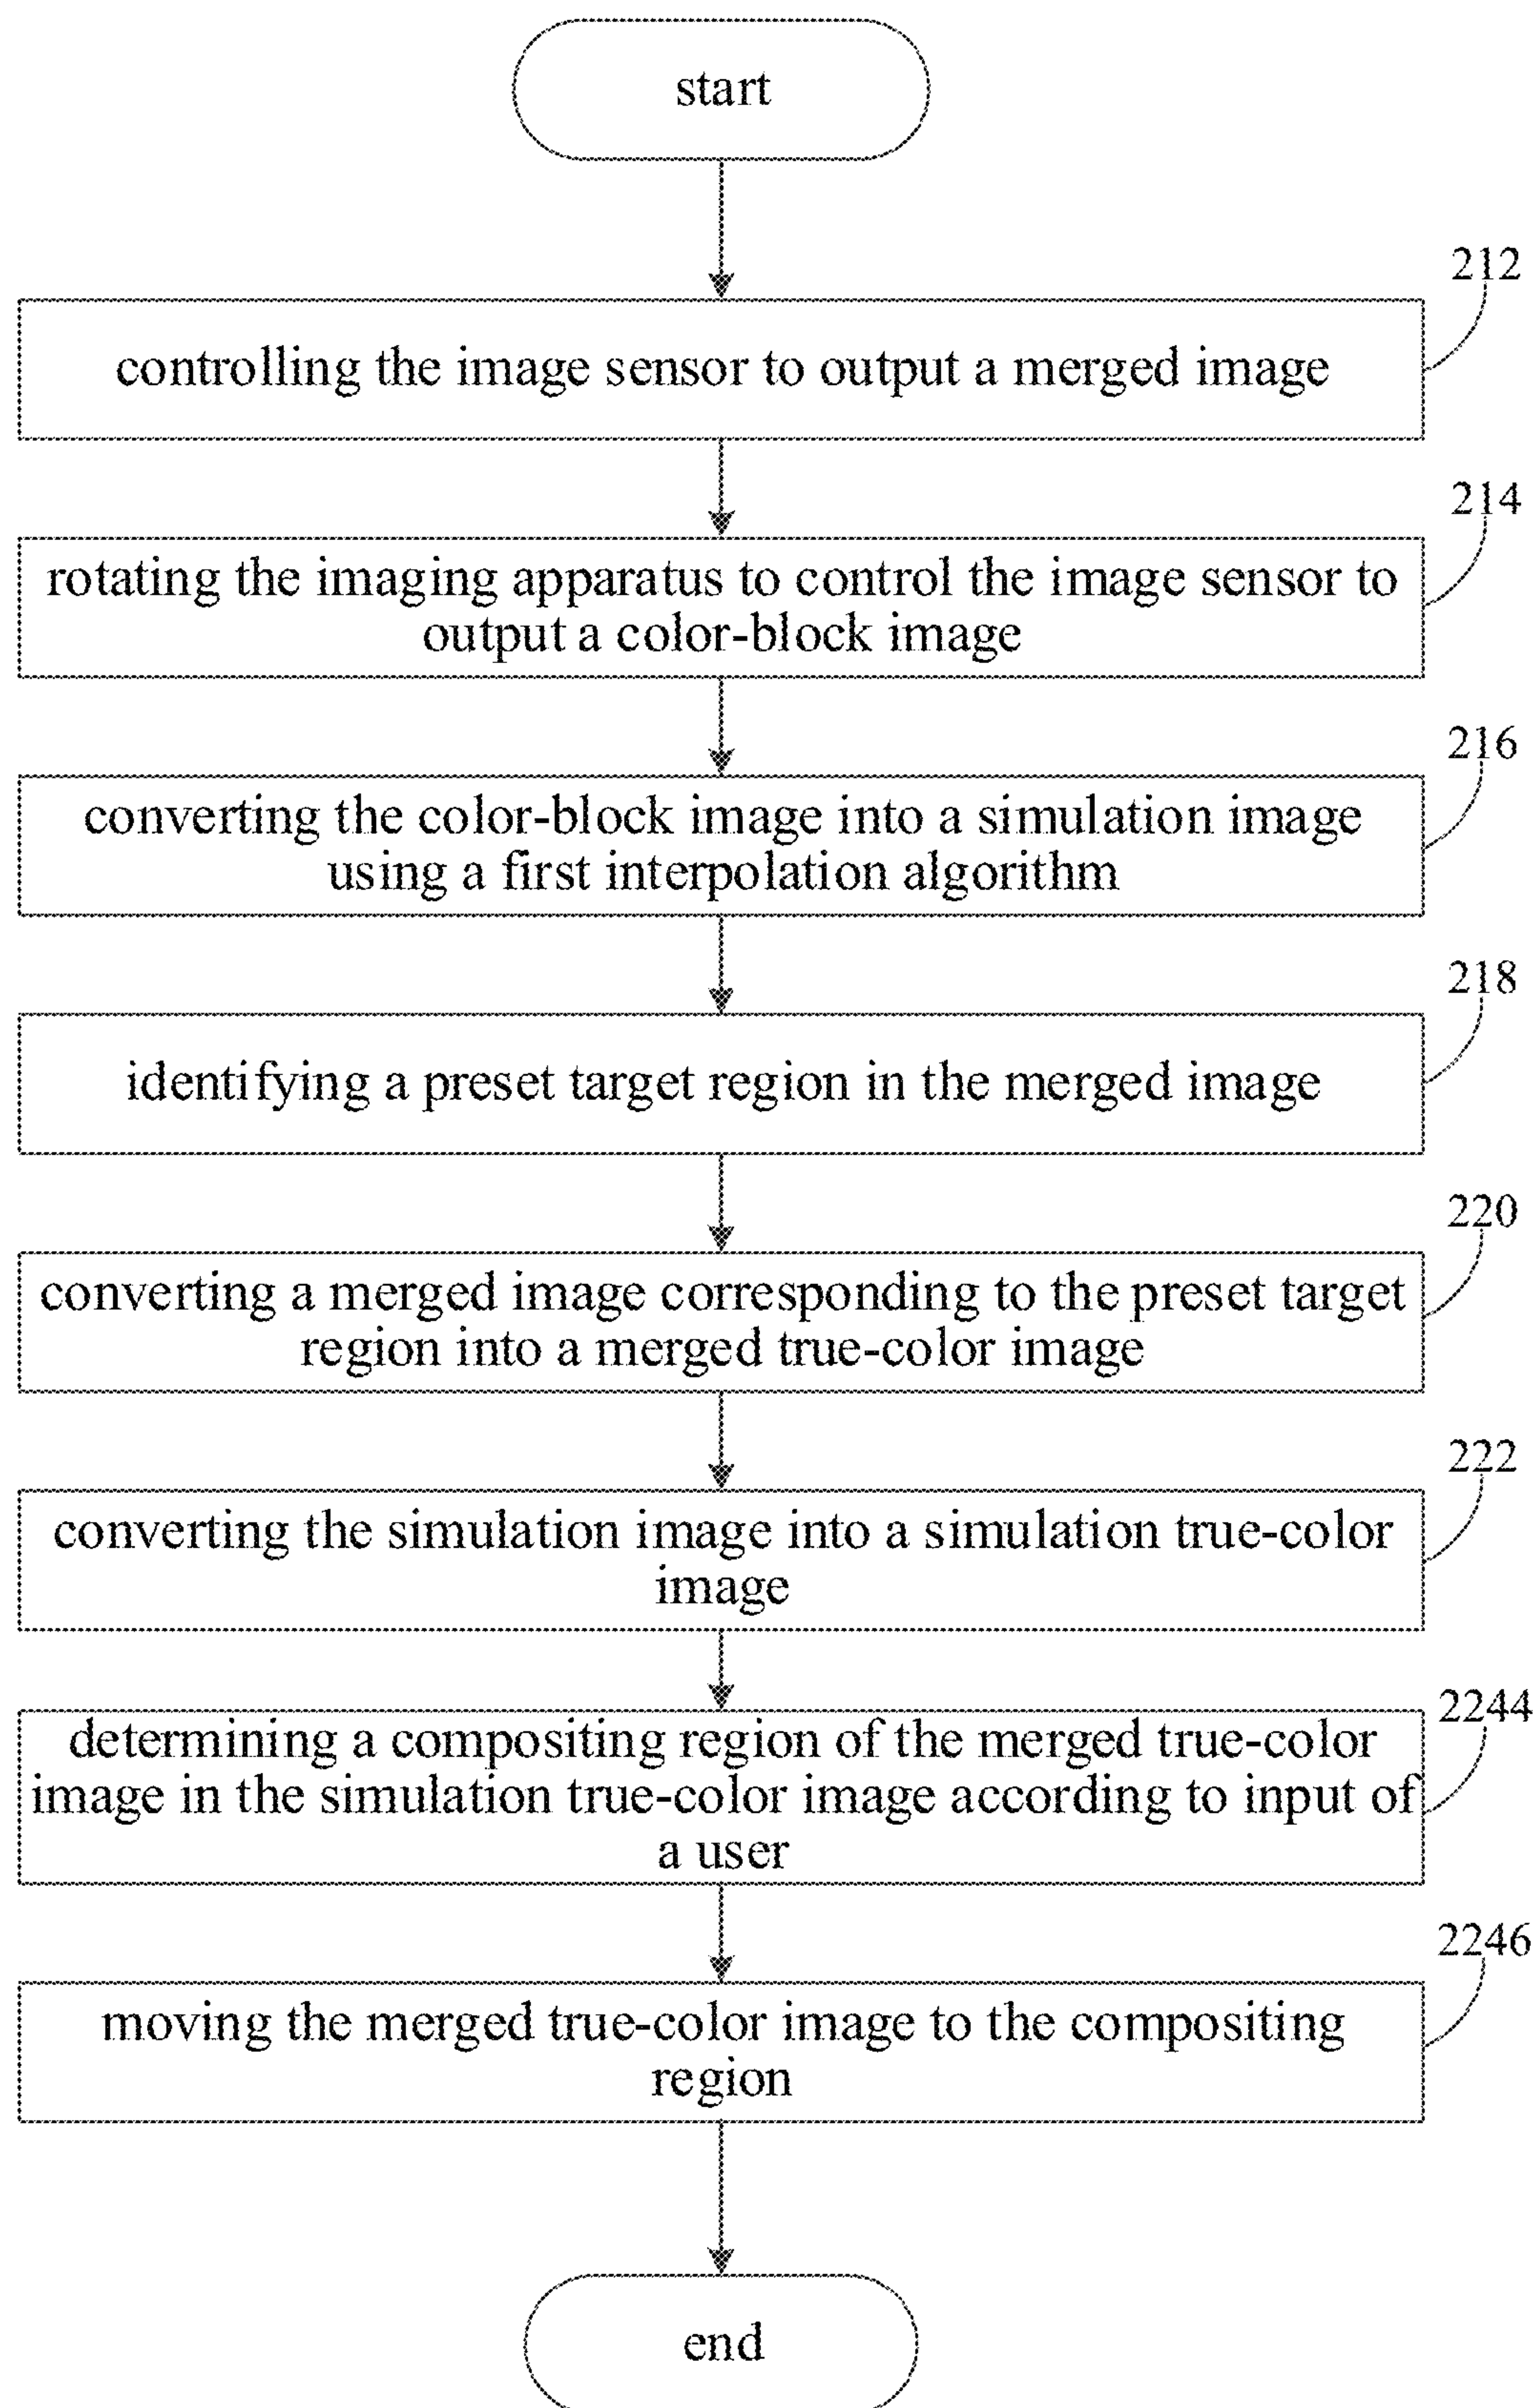 start
212
controlling the image sensor to output a merged image
214
rotating the imaging apparatus to control the image sensor to
output a color-block image
216
converting the color-block image into a simulation image
using a first interpolation algorithm
218
identifying a preset target region in the merged image
220
converting a merged image corresponding to the preset target
region into a merged true-color image
222
converting the simulation image into a simulation true-color
image
2244
determining a compositing region of the merged true-color
image in the simulation true-color image according to input of
a user
2246
moving the merged true-color image to the compositing
region
end